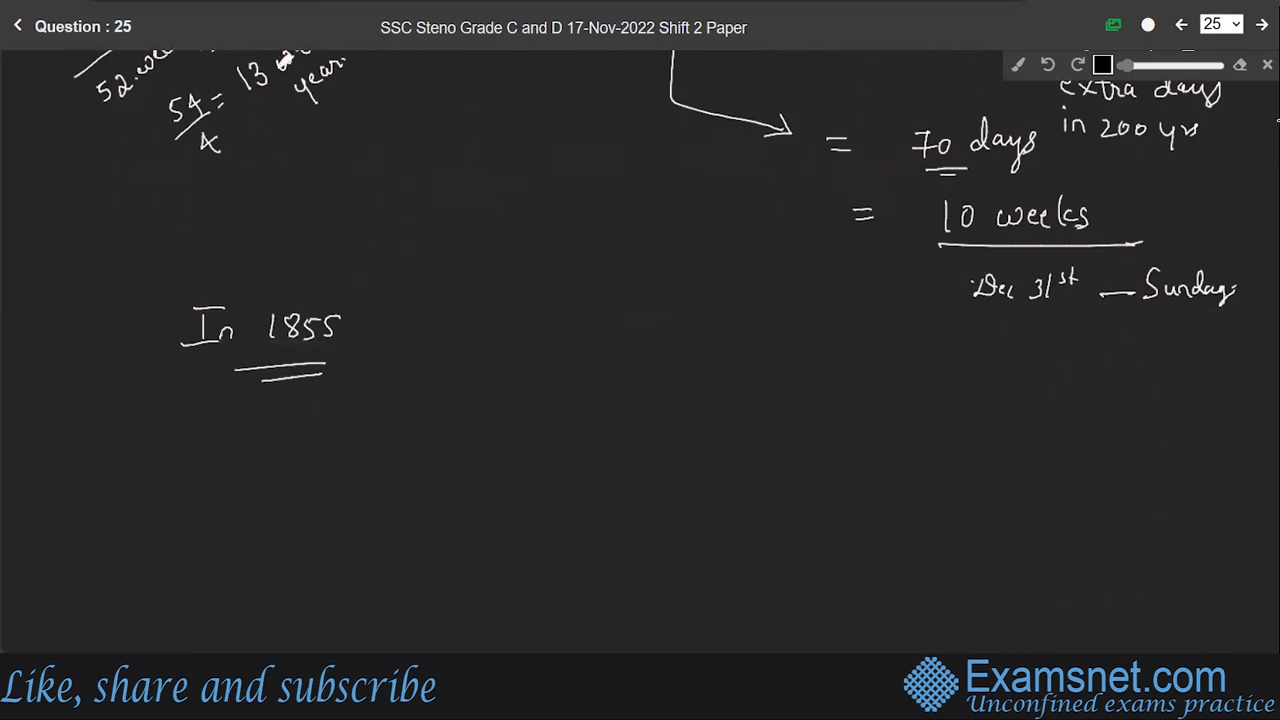 Question : 25
SSC Steno Grade C and D 17-Nov-2022 Shift 2 Paper
25
52
54/4 = 13
year.
extra days
in 200 yrs
= 70 days
= 10 weeks
Dec 31st — Sunday.
In 1855
Like, share and subscribe
Examsnet.com
Unconfined exams practice